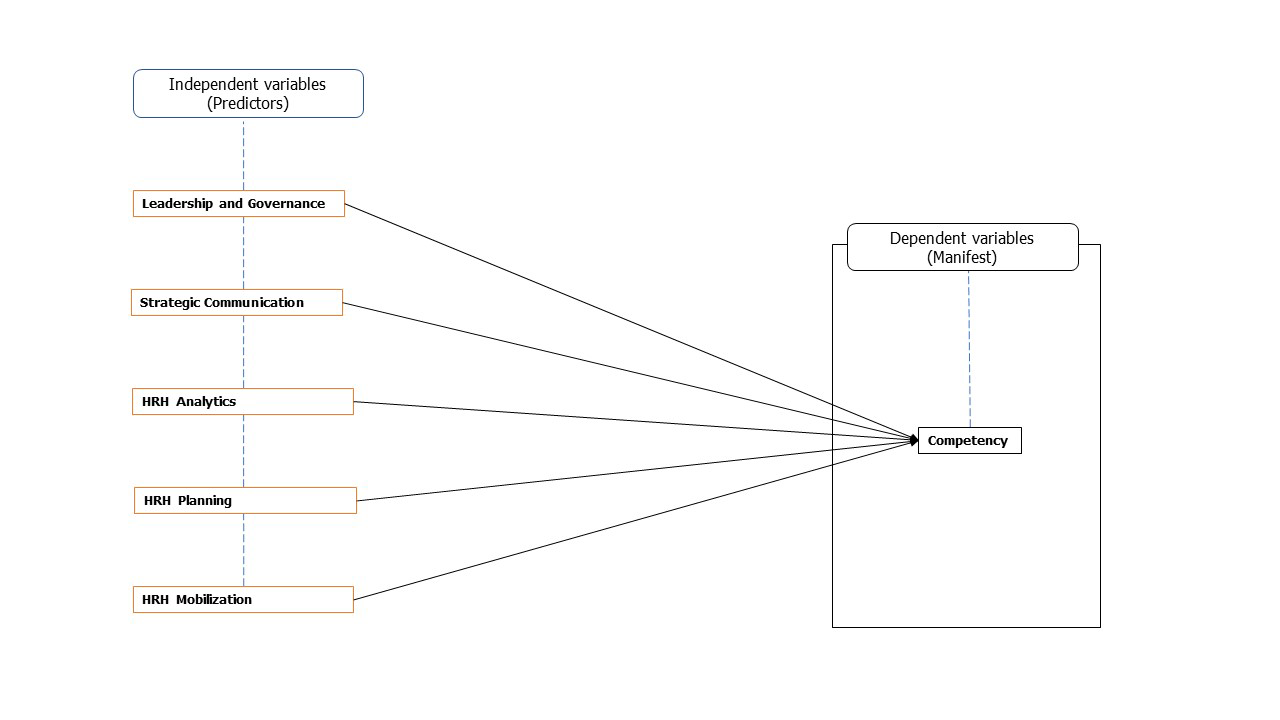 Independent variables
(Predictors)
Leadership and Governance
Strategic Communication
HRH Analytics
HRH Planning
HRH Mobilization
Dependent variables
(Manifest)
Competency